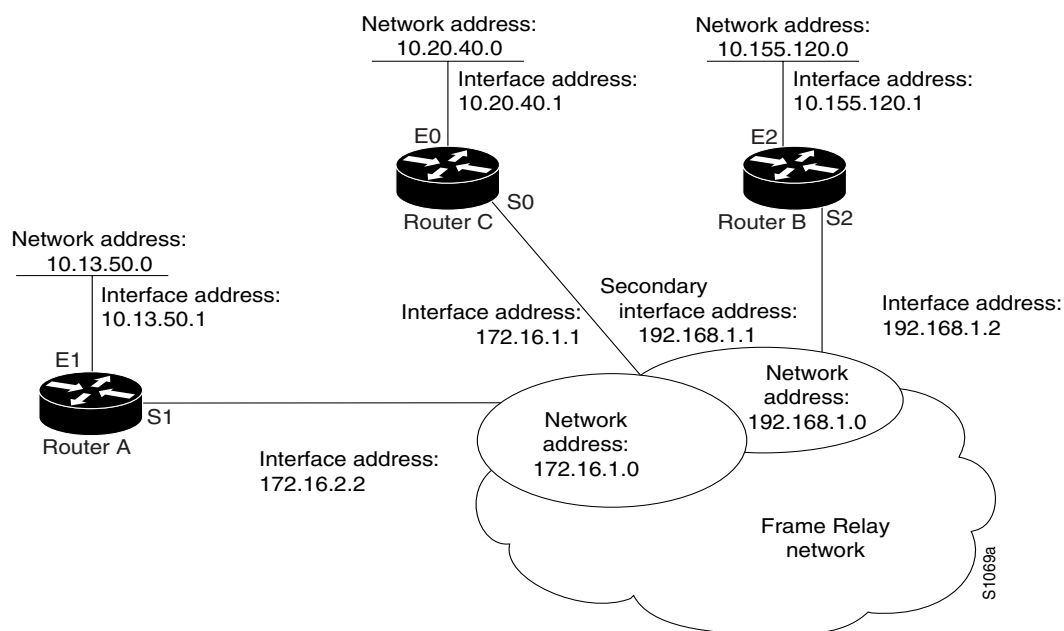 Network address:
10.20.40.0
Interface address:
10.20.40.1
E0
S0
Router C
Network address:
10.155.120.0
Interface address:
10.155.120.1
E2
S2
Router B
Network address:
10.13.50.0
Interface address:
10.13.50.1
E1
S1
Router A
Interface address:
172.16.1.1
Secondary
interface address:
192.168.1.1
Interface address:
192.168.1.2
Network
address:
192.168.1.0
Network
address:
172.16.1.0
Interface address:
172.16.2.2
Frame Relay
network
S1069a